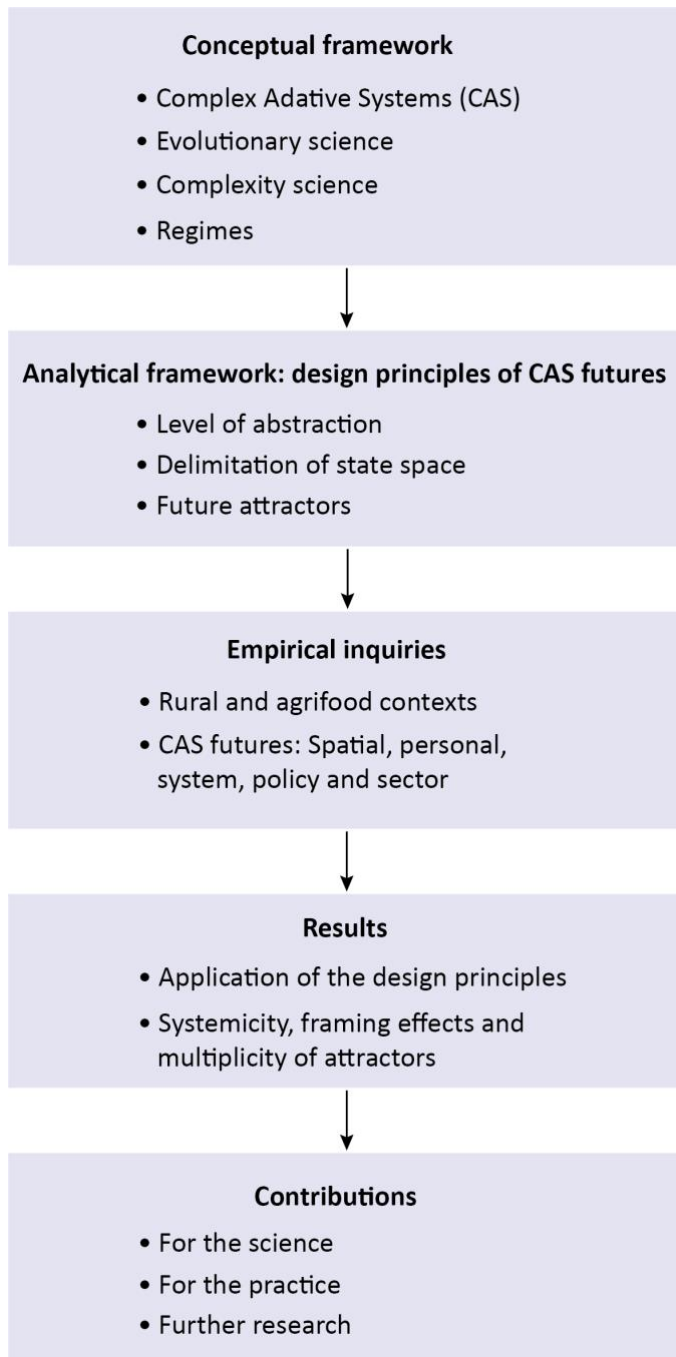 Conceptual framework
• Complex Adative Systems (CAS)
• Evolutionary science
• Complexity science
• Regimes
Analytical framework: design principles of CAS futures
• Level of abstraction
• Delimitation of state space
• Future attractors
Empirical inquiries
• Rural and agrifood contexts
• CAS futures: Spatial, personal,
system, policy and sector
Results
• Application of the design principles
• Systemicity, framing effects and
multiplicity of attractors
Contributions
• For the science
• For the practice
• Further research